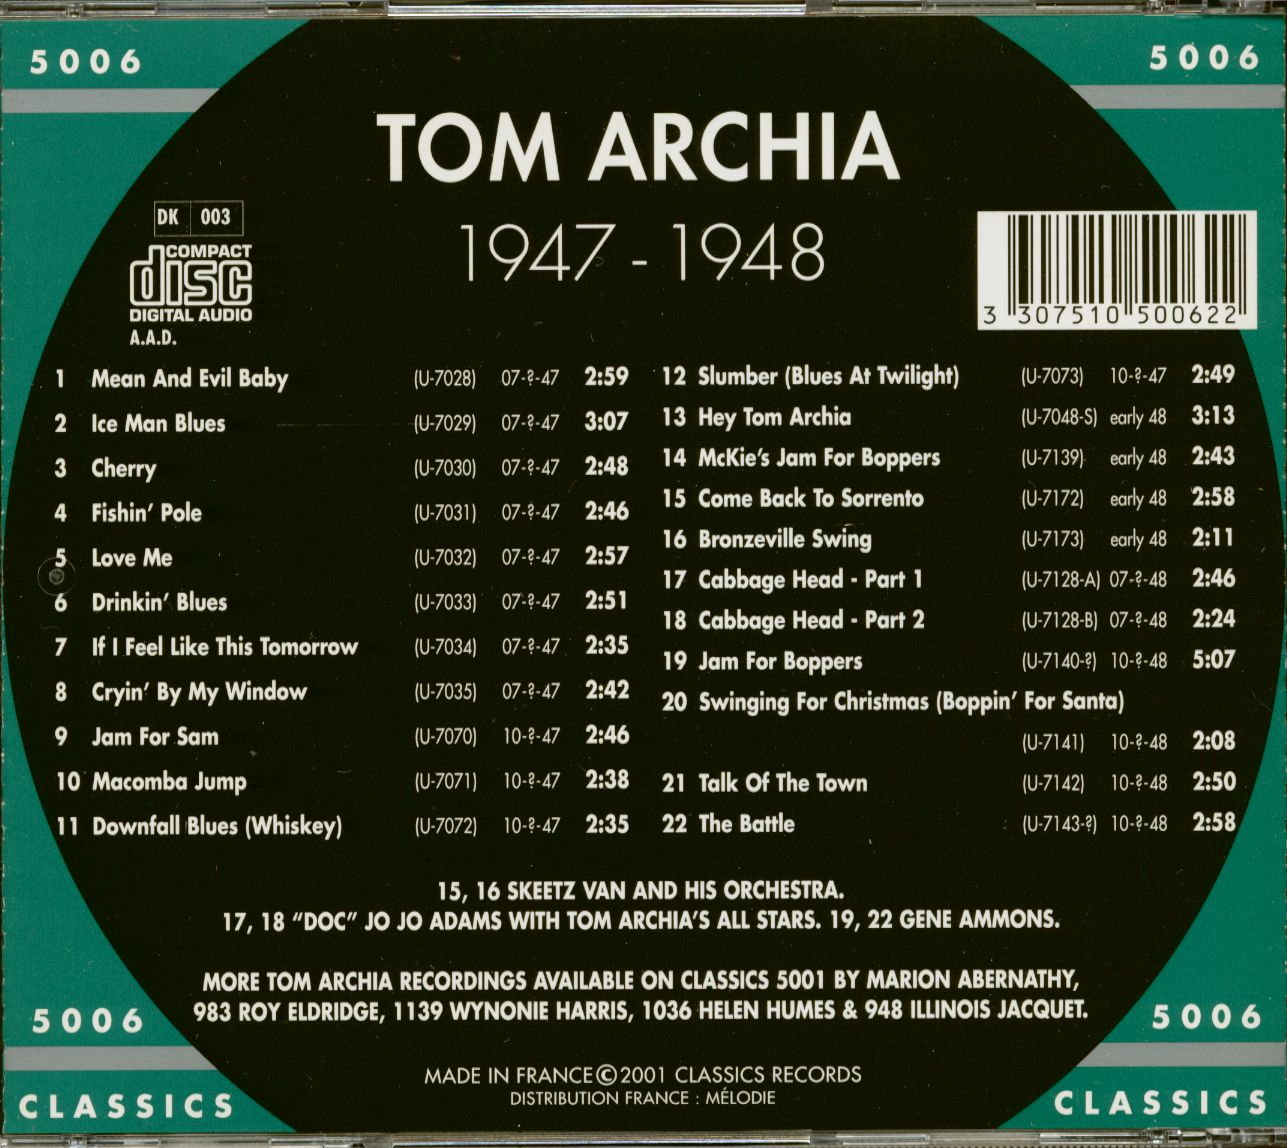 5006
5006
TOM ARCHIA
1947 - 1948
DK 003
COMPACT
disc
DIGITAL AUDIO
A.A.D.
3 307510 500622
1 Mean And Evil Baby (U-7028) 07-?-47 2:59
2 Ice Man Blues (U-7029) 07-?-47 3:07
3 Cherry (U-7030) 07-?-47 2:48
4 Fishin' Pole (U-7031) 07-?-47 2:46
5 Love Me (U-7032) 07-?-47 2:57
6 Drinkin' Blues (U-7033) 07-?-47 2:51
7 If I Feel Like This Tomorrow (U-7034) 07-?-47 2:35
8 Cryin' By My Window (U-7035) 07-?-47 2:42
9 Jam For Sam (U-7070) 10-?-47 2:46
10 Macomba Jump (U-7071) 10-?-47 2:38
11 Downfall Blues (Whiskey) (U-7072) 10-?-47 2:35
12 Slumber (Blues At Twilight) (U-7073) 10-?-47 2:49
13 Hey Tom Archia (U-7048-S) early 48 3:13
14 McKie's Jam For Boppers (U-7139) early 48 2:43
15 Come Back To Sorrento (U-7172) early 48 2:58
16 Bronzeville Swing (U-7173) early 48 2:11
17 Cabbage Head - Part 1 (U-7128-A) 07-?-48 2:46
18 Cabbage Head - Part 2 (U-7128-B) 07-?-48 2:24
19 Jam For Boppers (U-7140-?) 10-?-48 5:07
20 Swinging For Christmas (Boppin' For Santa)
(U-7141) 10-?-48 2:08
21 Talk Of The Town (U-7142) 10-?-48 2:50
22 The Battle (U-7143-?) 10-?-48 2:58
15, 16 SKEETZ VAN AND HIS ORCHESTRA.
17, 18 "DOC" JO JO ADAMS WITH TOM ARCHIA'S ALL STARS. 19, 22 GENE AMMONS.
MORE TOM ARCHIA RECORDINGS AVAILABLE ON CLASSICS 5001 BY MARION ABERNATHY,
983 ROY ELDRIDGE, 1139 WYNONIE HARRIS, 1036 HELEN HUMES & 948 ILLINOIS JACQUET.
5006
5006
MADE IN FRANCE © 2001 CLASSICS RECORDS
DISTRIBUTION FRANCE : MÉLODIE
CLASSICS
CLASSICS